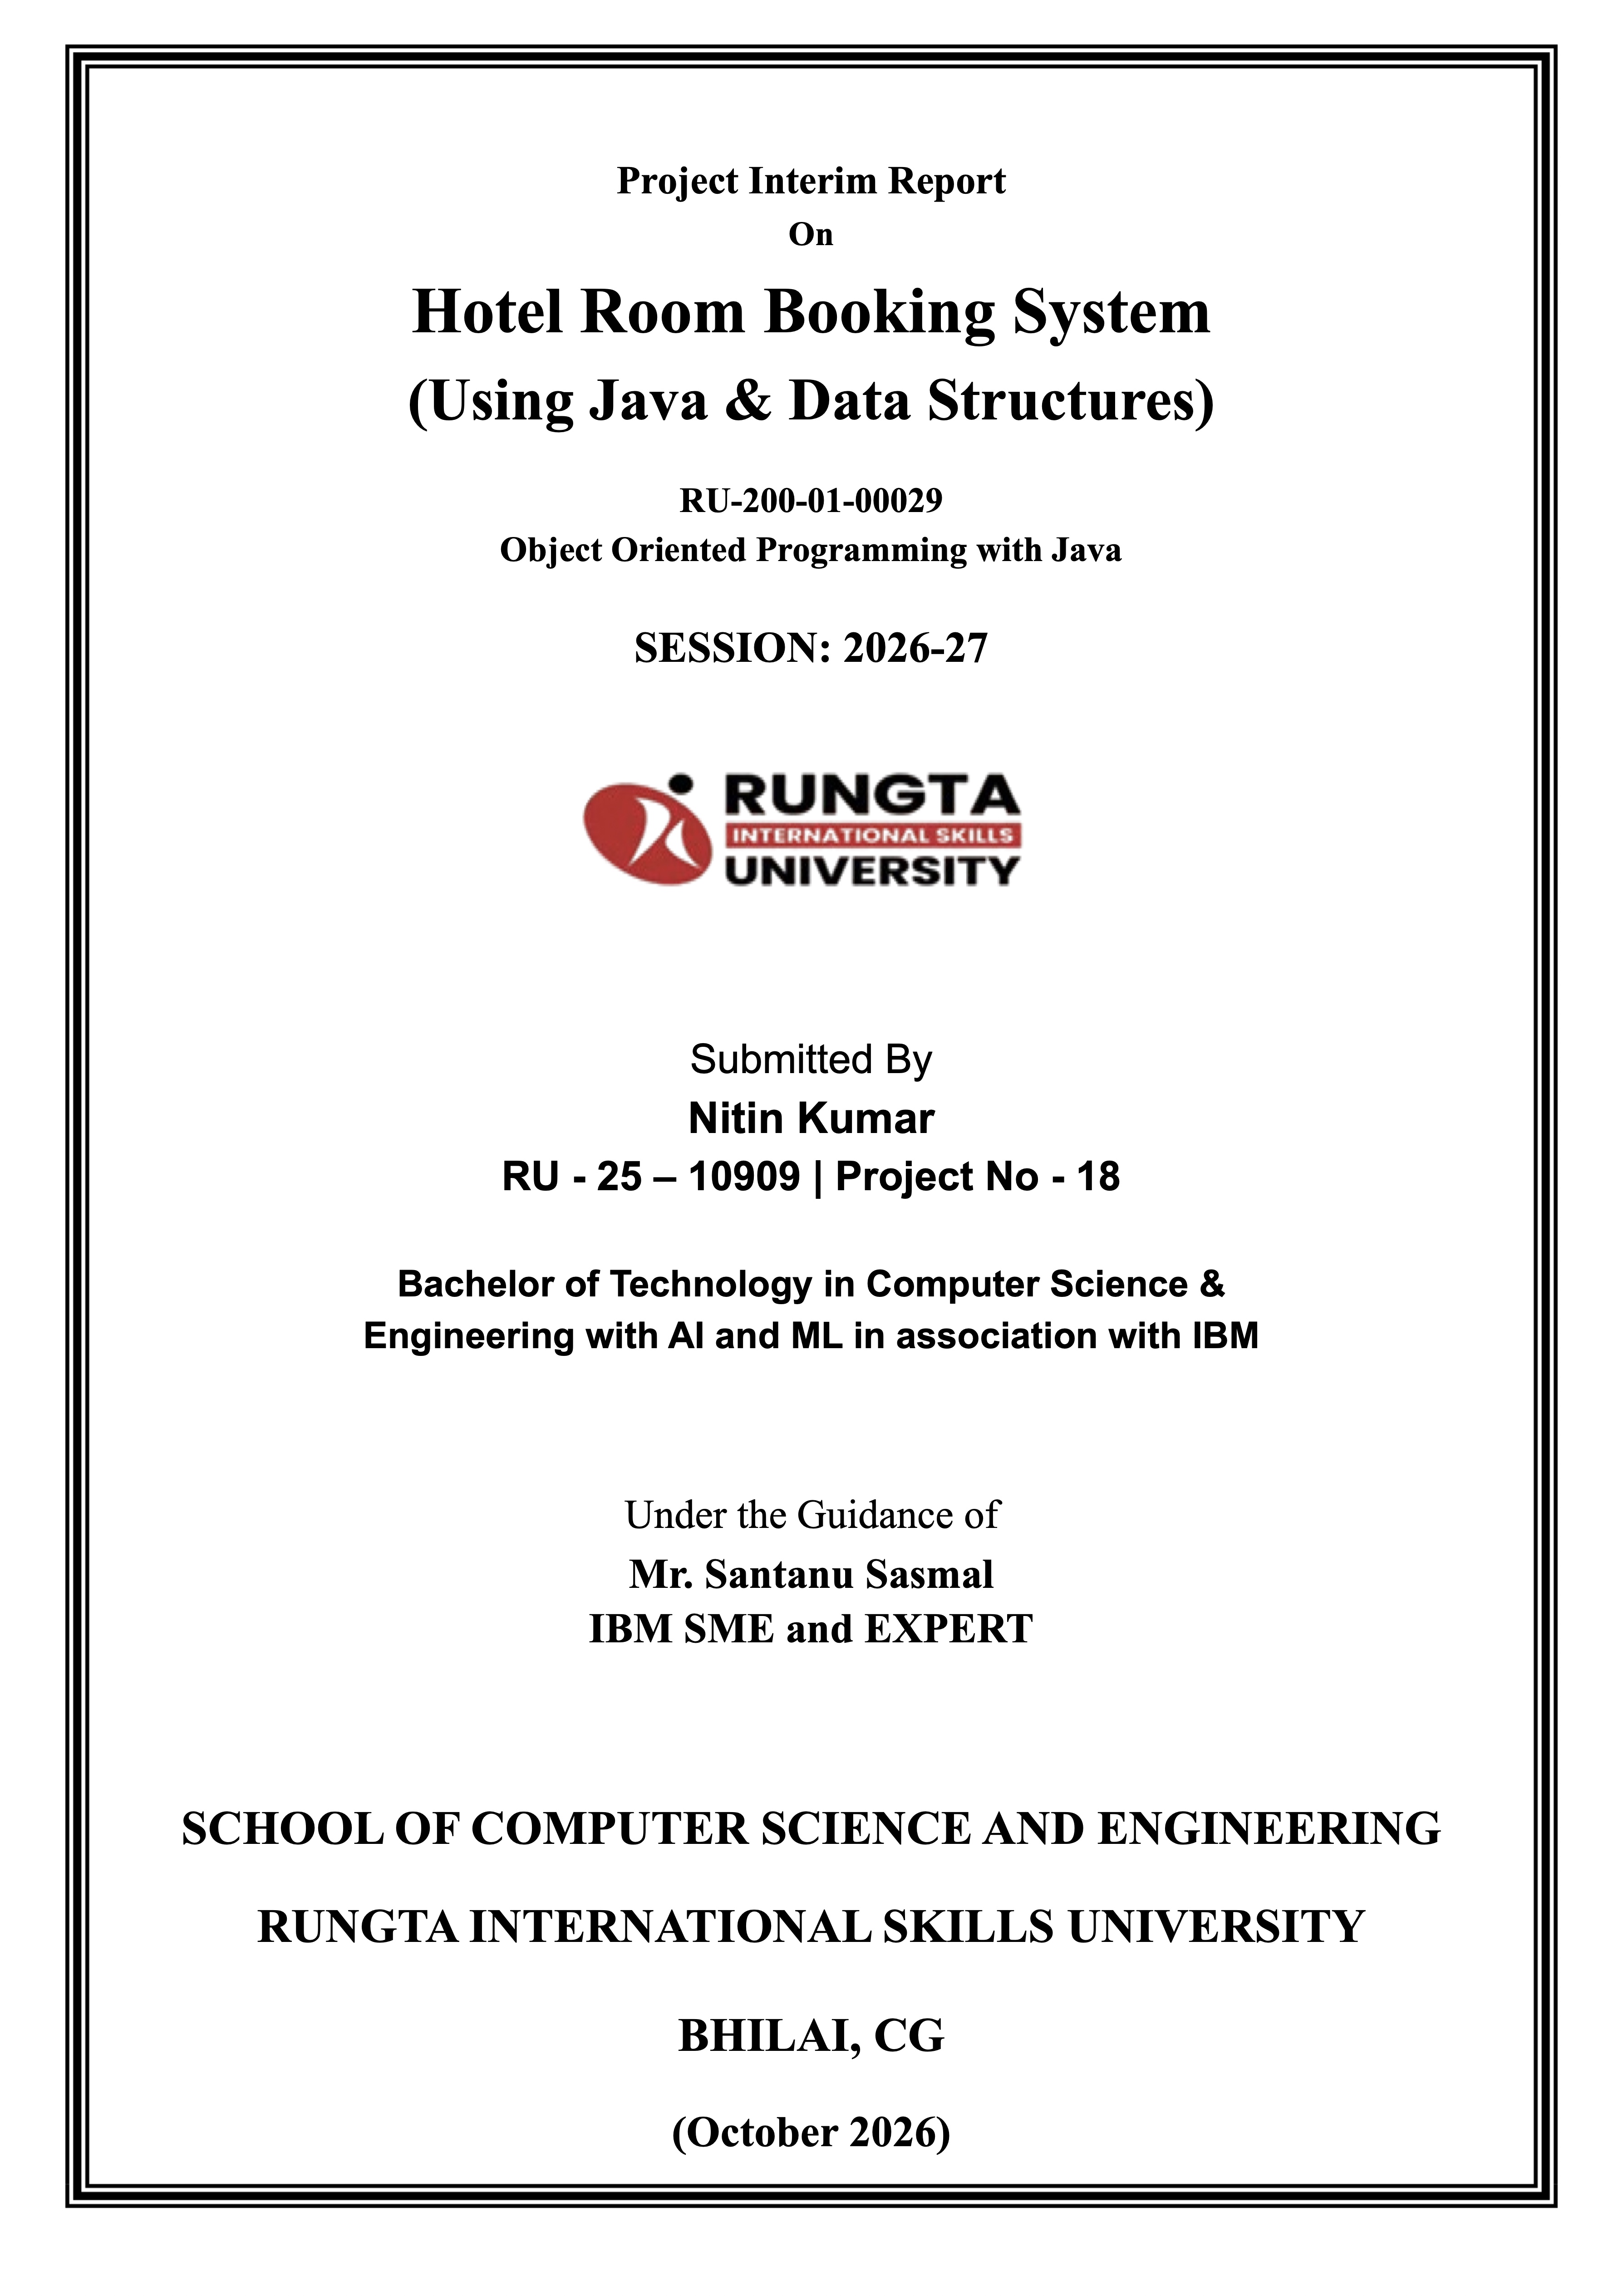 Project Interim Report
On
Hotel Room Booking System
(Using Java & Data Structures)
RU-200-01-00029
Object Oriented Programming with Java
SESSION: 2026-27
RUNGTA
INTERNATIONAL SKILLS
UNIVERSITY
Submitted By
Nitin Kumar
RU - 25 – 10909 | Project No - 18
Bachelor of Technology in Computer Science &
Engineering with AI and ML in association with IBM
Under the Guidance of
Mr. Santanu Sasmal
IBM SME and EXPERT
SCHOOL OF COMPUTER SCIENCE AND ENGINEERING
RUNGTA INTERNATIONAL SKILLS UNIVERSITY
BHILAI, CG
(October 2026)